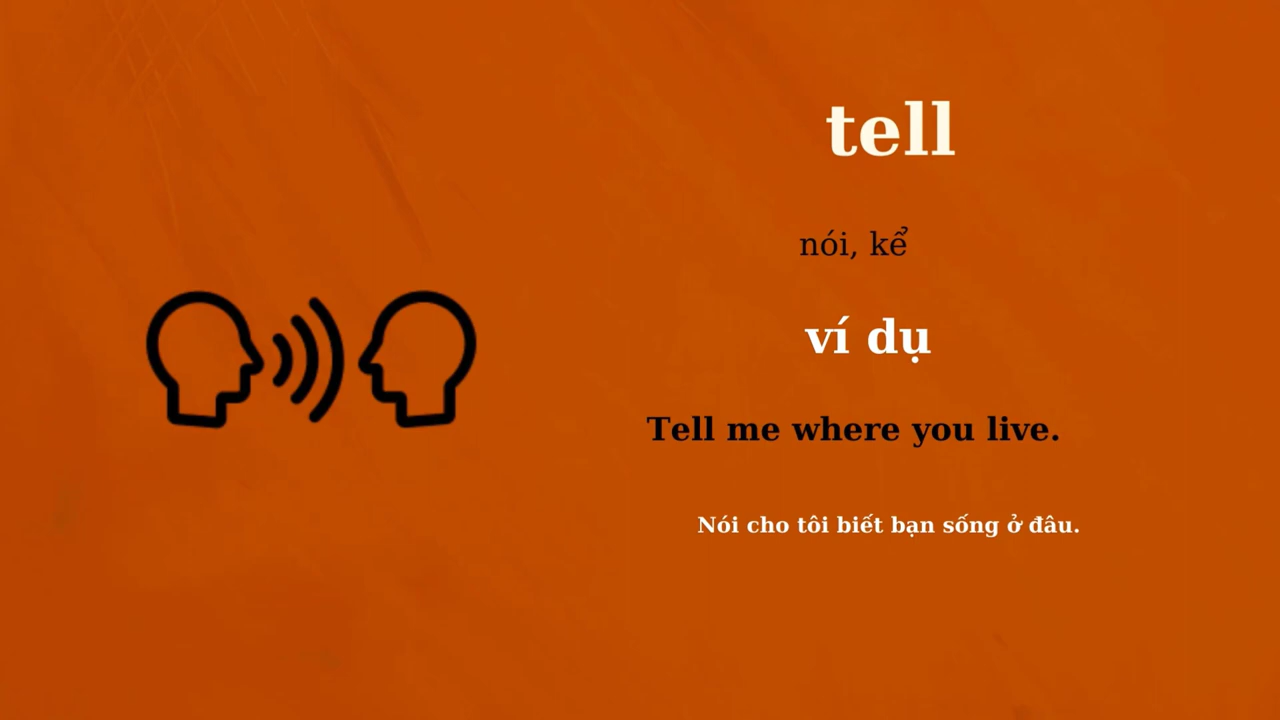 tell
nói, kể
ví dụ
Tell me where you live.
Nói cho tôi biết bạn sống ở đâu.